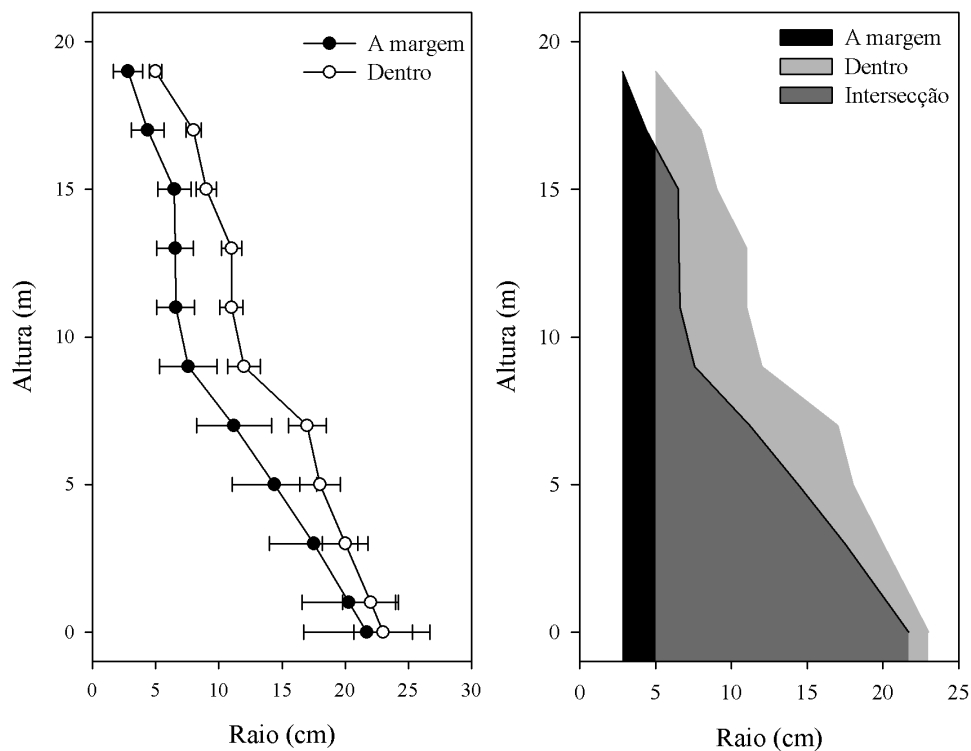 A margem
Dentro
20
15
10
5
0
Altura (m)
0 5 10 15 20 25 30
Raio (cm)
A margem
Dentro
Intersecção
20
15
10
5
0
Altura (m)
0 5 10 15 20 25
Raio (cm)